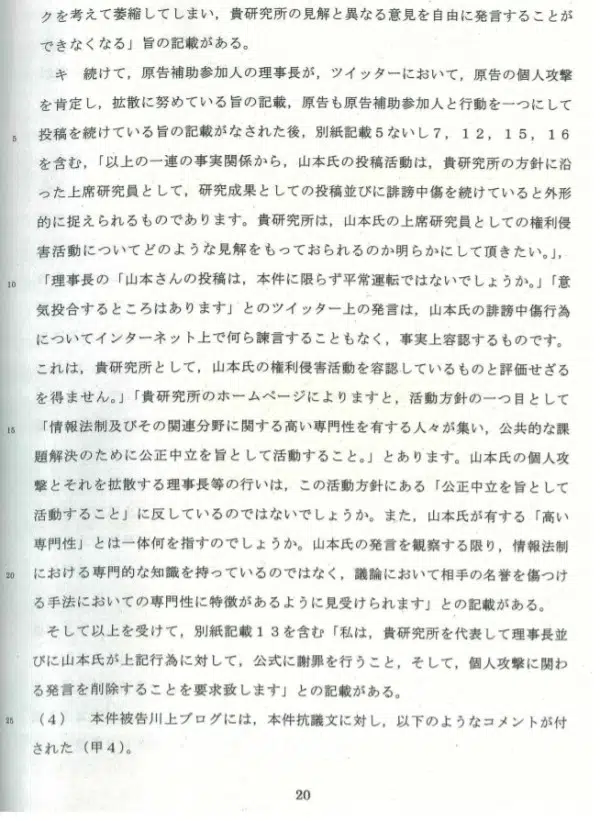 クを考えて萎縮してしまい，貴研究所の見解と異なる意見を自由に発言することが
できなくなる」旨の記載がある。
キ　続けて，原告補助参加人の理事長が，ツイッターにおいて，原告の個人攻撃
を肯定し，拡散に努めている旨の記載，原告も原告補助参加人と行動を一つにして
5 投稿を続けている旨の記載がなされた後，別紙記載５ないし７，１２，１５，１６
を含む，「以上の一連の事実関係から，山本氏の投稿活動は，貴研究所の方針に沿
った上席研究員として，研究成果としての投稿並びに誹謗中傷を続けていると外形
的に捉えられるものであります。貴研究所は，山本氏の上席研究員としての権利侵
害活動についてどのような見解をもっておられるのか明らかにして頂きたい。」，
10 「理事長の「山本さんの投稿は，本件に限らず平常運転ではないでしょうか。」「意
気投合するところはあります」とのツイッター上の発言は，山本氏の誹謗中傷行為
についてインターネット上で何ら諫言することもなく，事実上容認するものです。
これは，貴研究所として，山本氏の権利侵害活動を容認しているものと評価せざる
を得ません。」「貴研究所のホームページによりますと，活動方針の一つ目として
15 「情報法制及びその関連分野に関する高い専門性を有する人々が集い，公共的な課
題解決のために公正中立を旨として活動すること。」とあります。山本氏の個人攻
撃とそれを拡散する理事長等の行いは，この活動方針にある「公正中立を旨として
活動すること」に反しているのではないでしょうか。また，山本氏が有する「高い
専門性」とは一体何を指すのでしょうか。山本氏の発言を観察する限り，情報法制
20 における専門的な知識を持っているのではなく，議論において相手の名誉を傷つけ
る手法においての専門性に特徴があるように見受けられます」との記載がある。
そして以上を受けて，別紙記載１３を含む「私は，貴研究所を代表して理事長並
びに山本氏が上記行為に対して，公式に謝罪を行うこと，そして，個人攻撃に関わ
る発言を削除することを要求致します」との記載がある。
25 （４）　本件被告川上ブログには，本件抗議文に対し，以下のようなコメントが付
された（甲４）。
20